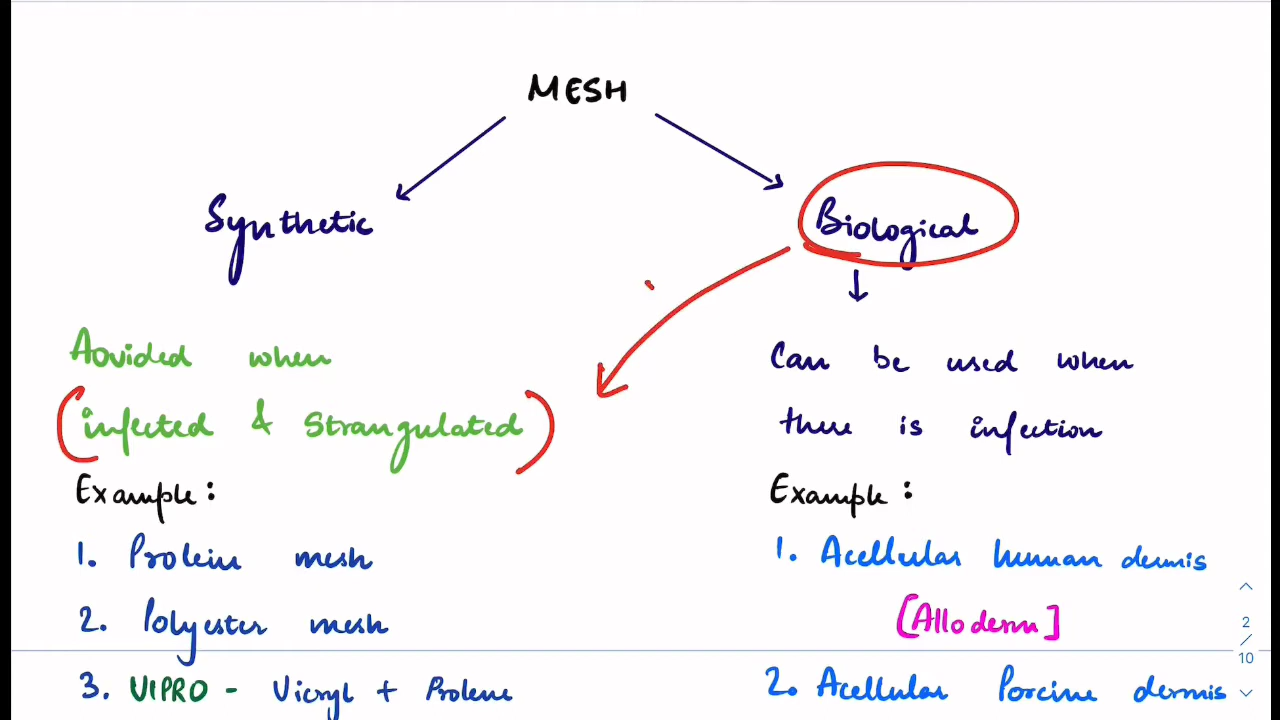 MESH
Synthetic
Biological
Aovided when
infected & Strangulated
Example:
1. Prolene mesh
2. Polyester mesh
3. VIPRO - Vicryl + Prolene
Can be used when
there is infection
Example:
1. Acellular human dermis
[Alloderm]
2. Acellular Porcine dermis
2
/
10